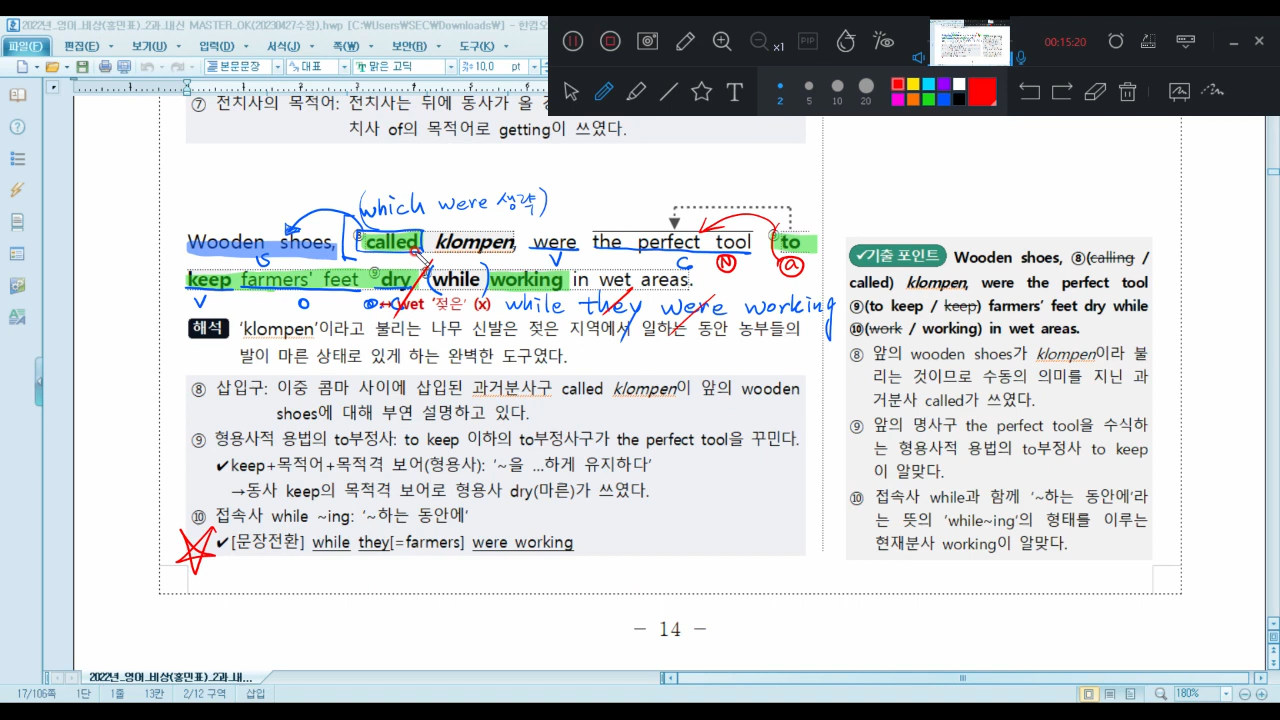 2022년_영어_비상(홍민표)_2과_내신 MASTER_OK(20230427수정).hwp [C:₩Users₩SEC₩Downloads₩] - 한컴오
파일(F) 편집(E) 보기(U) 입력(D) 서식(J) 쪽(W) 보안(R) 검토(H) 도구(K)
본문문장 대표 맑은 고딕 10.0 pt
x1 PIP 00:15:20
2 5 10 20
⑦ 전치사의 목적어: 전치사는 뒤에 동사가 올
치사 of의 목적어로 getting이 쓰였다.
(which were 생략)
Wooden shoes, ⑧called klompen, were the perfect tool ⑨to
S V C N a
keep farmers' feet ⑨dry (while) working in wet areas.
V O o.c ↔wet '젖은' (x) while they were working
해석 'klompen'이라고 불리는 나무 신발은 젖은 지역에서 일하는 동안 농부들의
발이 마른 상태로 있게 하는 완벽한 도구였다.
⑧ 삽입구: 이중 콤마 사이에 삽입된 과거분사구 called klompen이 앞의 wooden
shoes에 대해 부연 설명하고 있다.
⑨ 형용사적 용법의 to부정사: to keep 이하의 to부정사구가 the perfect tool을 꾸민다.
✔keep+목적어+목적격 보어(형용사): '~을 …하게 유지하다'
→동사 keep의 목적격 보어로 형용사 dry(마른)가 쓰였다.
⑩ 접속사 while ~ing: '~하는 동안에'
✔[문장전환] while they[=farmers] were working
✔기출 포인트 Wooden shoes, ⑧(calling /
called) klompen, were the perfect tool
⑨(to keep / keep) farmers' feet dry while
⑩(work / working) in wet areas.
⑧ 앞의 wooden shoes가 klompen이라 불
리는 것이므로 수동의 의미를 지닌 과
거분사 called가 쓰였다.
⑨ 앞의 명사구 the perfect tool을 수식하
는 형용사적 용법의 to부정사 to keep
이 알맞다.
⑩ 접속사 while과 함께 '~하는 동안에'라
는 뜻의 'while~ing'의 형태를 이루는
현재분사 working이 알맞다.
- 14 -
2022년_영어_비상(홍민표)_2과_내...
17/106쪽 1단 1줄 13칸 2/12 구역 삽입 180%